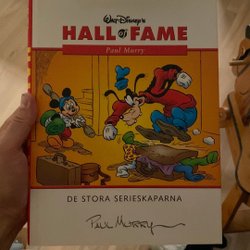 Walt Disney's
HALL of FAME
Paul Murry
DE STORA SERIESKAPARNA
Paul Murry